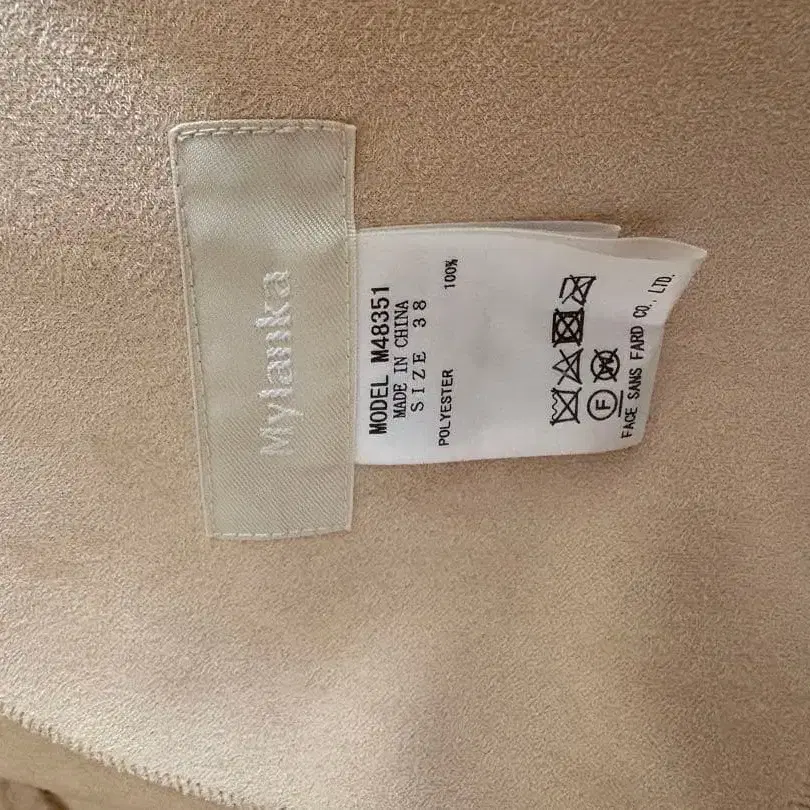 Mylanka
MODEL M48351
MADE IN CHINA
SIZE 38
POLYESTER 100%
F
FACE SANS FARD CO., LTD.